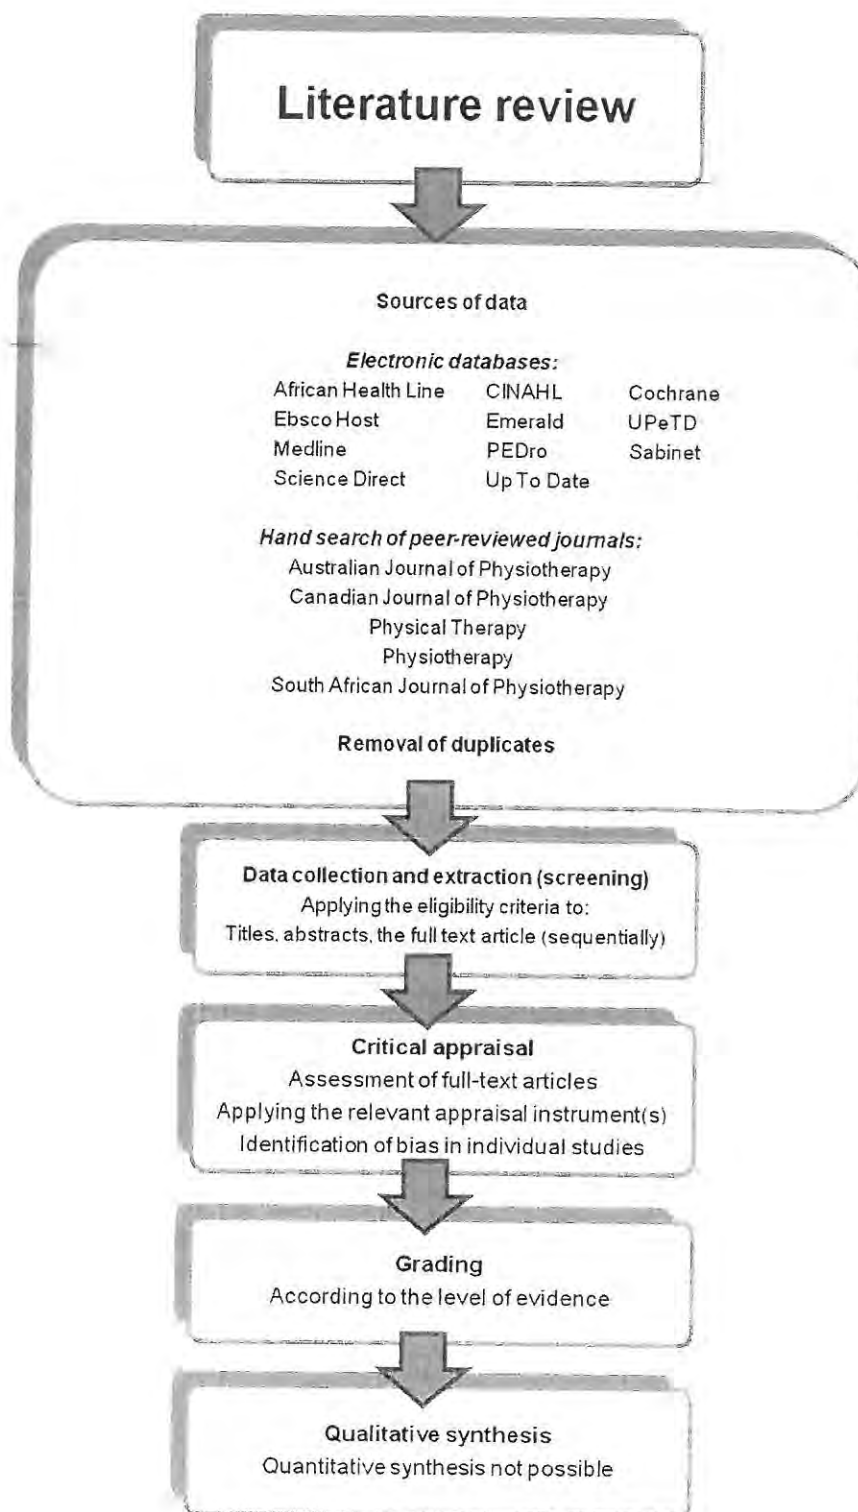 Literature review
Sources of data
Electronic databases:
African Health Line CINAHL Cochrane
Ebsco Host Emerald UPeTD
Medline PEDro Sabinet
Science Direct Up To Date
Hand search of peer-reviewed journals:
Australian Journal of Physiotherapy
Canadian Journal of Physiotherapy
Physical Therapy
Physiotherapy
South African Journal of Physiotherapy
Removal of duplicates
Data collection and extraction (screening)
Applying the eligibility criteria to:
Titles, abstracts, the full text article (sequentially)
Critical appraisal
Assessment of full-text articles
Applying the relevant appraisal instrument(s)
Identification of bias in individual studies
Grading
According to the level of evidence
Qualitative synthesis
Quantitative synthesis not possible